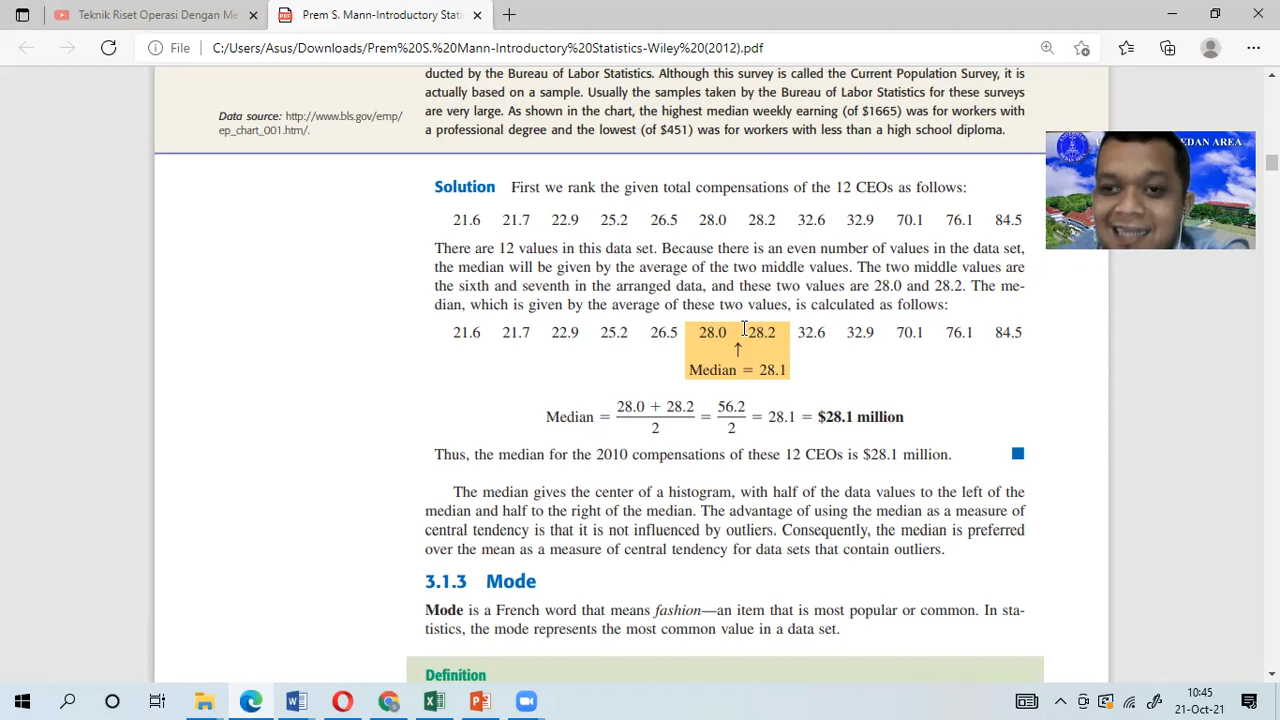 Teknik Riset Operasi Dengan Me
Prem S. Mann-Introductory Statist
File
C:/Users/Asus/Downloads/Prem%20S.%20Mann-Introductory%20Statistics-Wiley%20(2012).pdf
ducted by the Bureau of Labor Statistics. Although this survey is called the Current Population Survey, it is
actually based on a sample. Usually the samples taken by the Bureau of Labor Statistics for these surveys
are very large. As shown in the chart, the highest median weekly earning (of $1665) was for workers with
a professional degree and the lowest (of $451) was for workers with less than a high school diploma.
Data source: http://www.bls.gov/emp/
ep_chart_001.htm/.
EDAN AREA
Solution First we rank the given total compensations of the 12 CEOs as follows:
21.6 21.7 22.9 25.2 26.5 28.0 28.2 32.6 32.9 70.1 76.1 84.5
There are 12 values in this data set. Because there is an even number of values in the data set,
the median will be given by the average of the two middle values. The two middle values are
the sixth and seventh in the arranged data, and these two values are 28.0 and 28.2. The me-
dian, which is given by the average of these two values, is calculated as follows:
21.6 21.7 22.9 25.2 26.5 28.0 28.2 32.6 32.9 70.1 76.1 84.5
↑
Median = 28.1
Median = 28.0 + 28.2 / 2 = 56.2 / 2 = 28.1 = $28.1 million
Thus, the median for the 2010 compensations of these 12 CEOs is $28.1 million.
The median gives the center of a histogram, with half of the data values to the left of the
median and half to the right of the median. The advantage of using the median as a measure of
central tendency is that it is not influenced by outliers. Consequently, the median is preferred
over the mean as a measure of central tendency for data sets that contain outliers.
3.1.3 Mode
Mode is a French word that means fashion—an item that is most popular or common. In sta-
tistics, the mode represents the most common value in a data set.
Definition
10:45
21-Oct-21